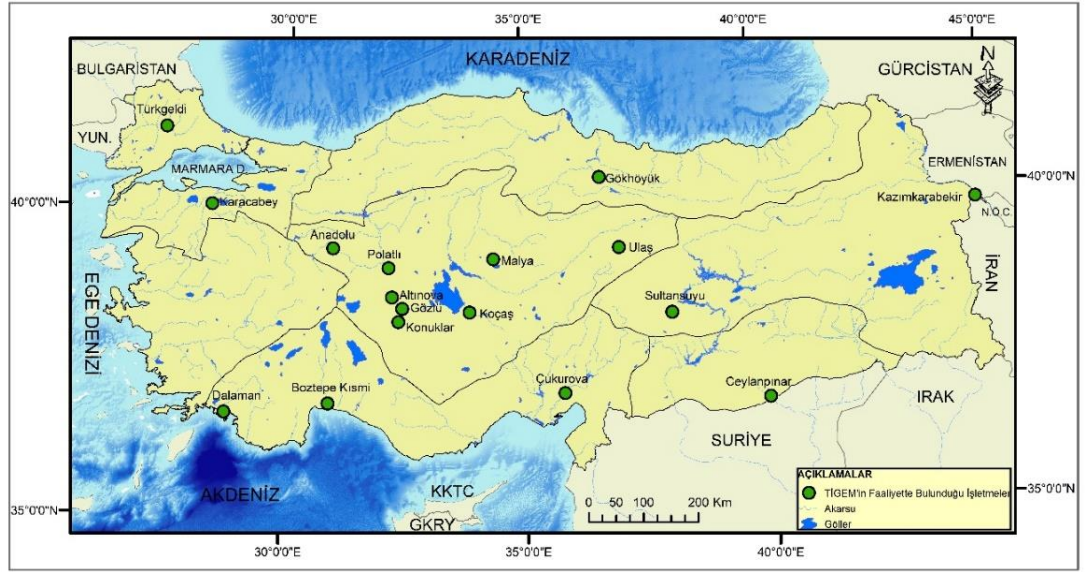 30°0'0"E
35°0'0"E
40°0'0"E
45°0'0"E
KARADENİZ
N
BULGARİSTAN
GÜRCİSTAN
Türkgeldi
YUN.
MARMARA D.
ERMENİSTAN
Gökhöyük
Kazımkarabekir
40°0'0"N
40°0'0"N
Karacabey
N.Ö.C.
Anadolu
Ulaş
Polatlı
Malya
İRAN
EGE DENİZİ
Altınova
Gözlü
Sultansuyu
Koçaş
Konuklar
Dalaman
Boztepe Kısmi
Çukurova
Ceylanpınar
IRAK
SURİYE
AÇIKLAMALAR
TİGEM'in Faaliyette Bulunduğu İşletmeler
Akarsu
Göller
AKDENİZ
KKTC
0 50 100 200 Km
GKRY
35°0'0"N
35°0'0"N
30°0'0"E
35°0'0"E
40°0'0"E